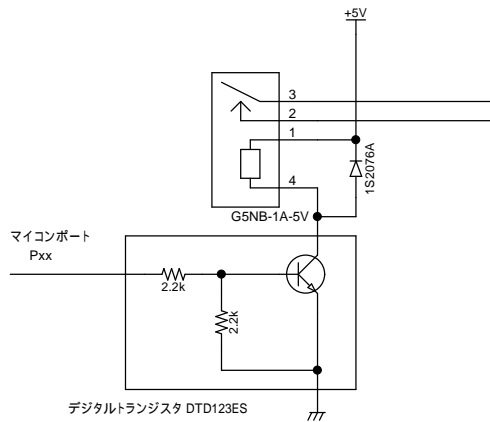 +5V
3
2
1
4
1S2076A
G5NB-1A-5V
マイコンポート
Pxx
2.2k
2.2k
デジタルトランジスタ DTD123ES